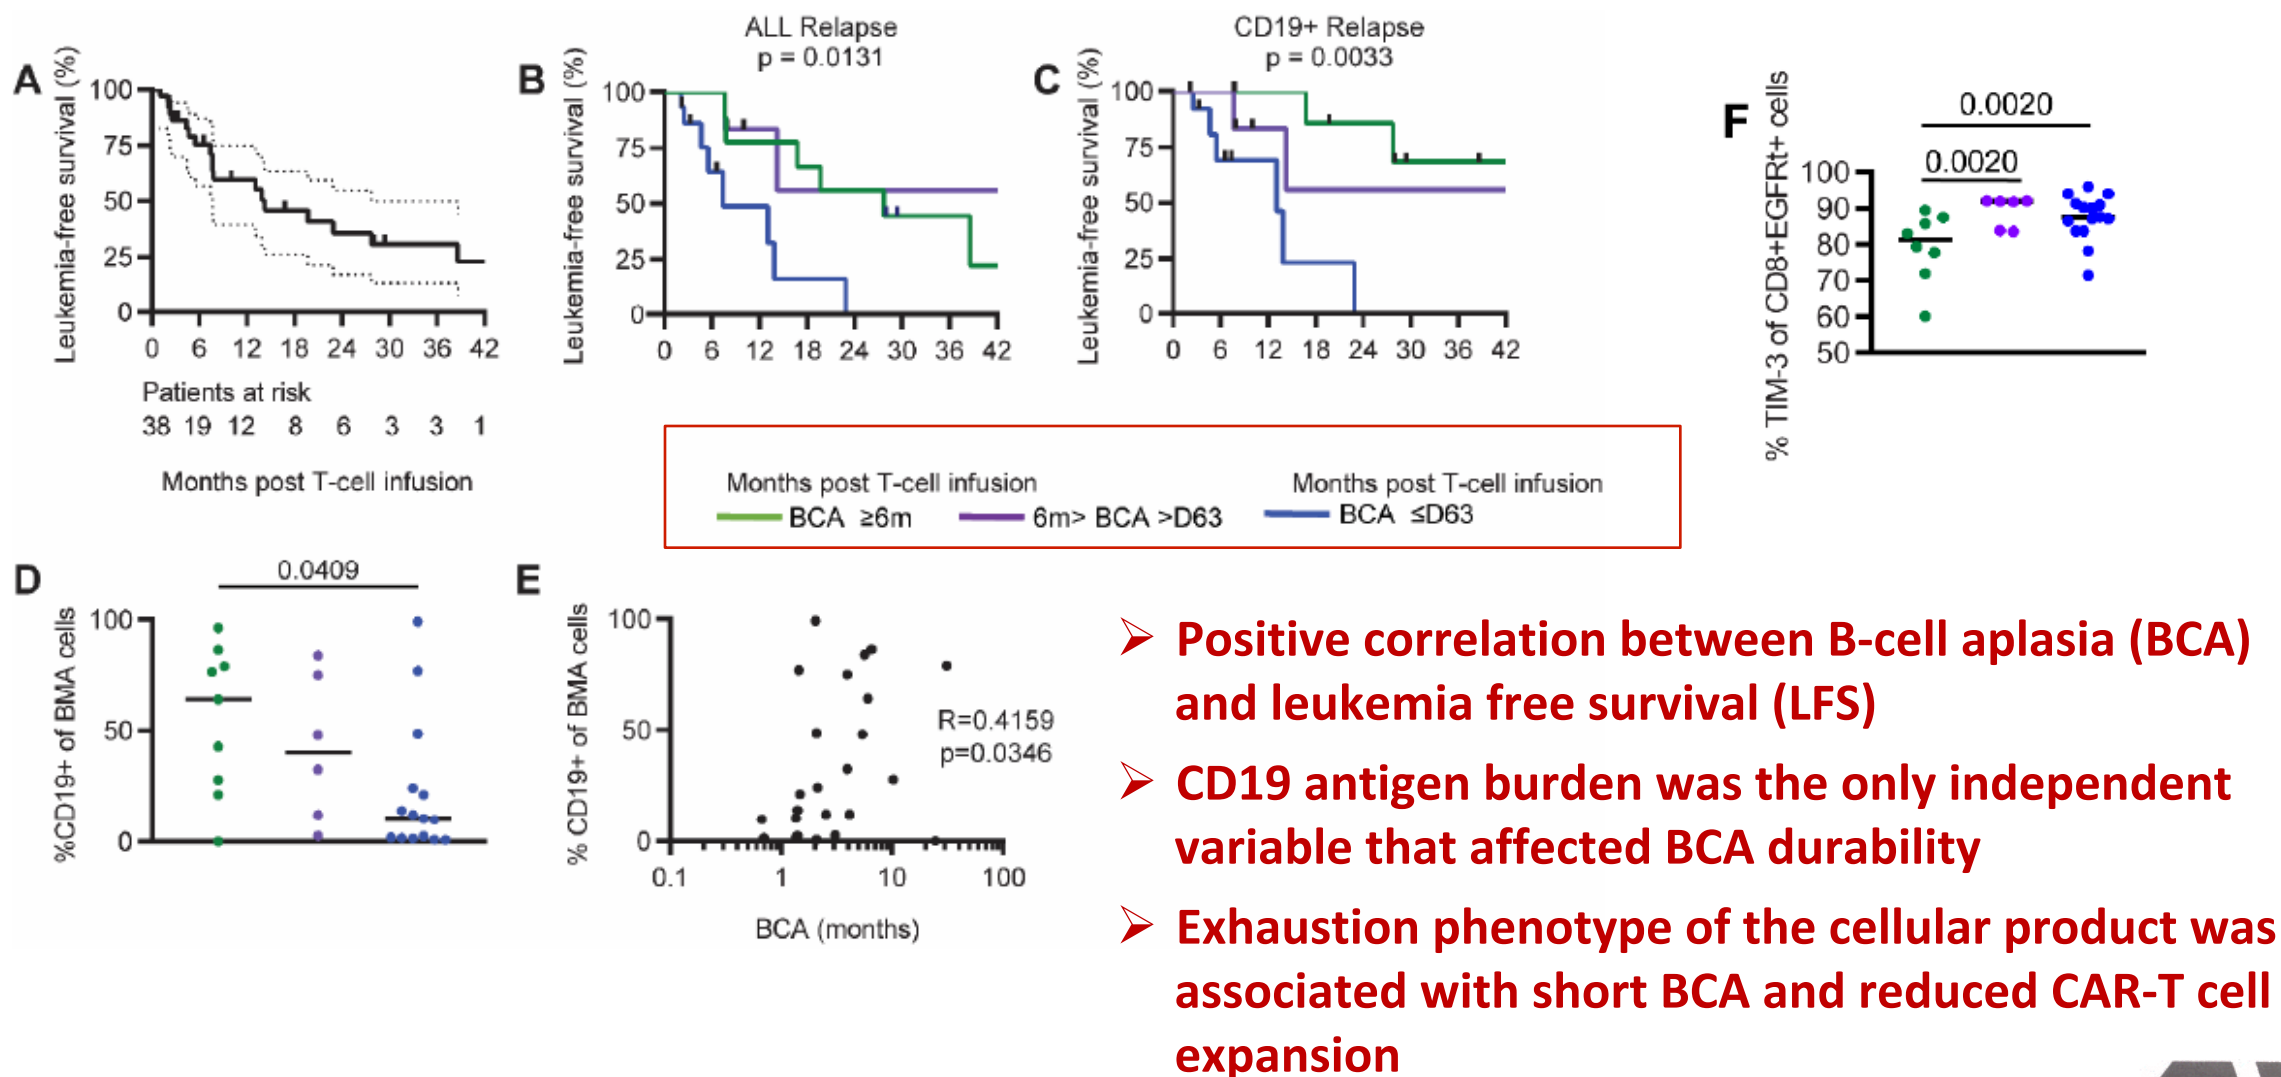 A
Leukemia-free survival (%)
100
75
50
25
0
0 6 12 18 24 30 36 42
Patients at risk
38 19 12 8 6 3 3 1
Months post T-cell infusion
B
ALL Relapse
p = 0.0131
Leukemia-free survival (%)
100
75
50
25
0
0 6 12 18 24 30 36 42
C
CD19+ Relapse
p = 0.0033
Leukemia-free survival (%)
100
75
50
25
0
0 6 12 18 24 30 36 42
F
% TIM-3 of CD8+EGFRt+ cells
0.0020
0.0020
100
90
80
70
60
50
Months post T-cell infusion Months post T-cell infusion
BCA ≥6m 6m> BCA >D63 BCA ≤D63
D
%CD19+ of BMA cells
0.0409
100
50
0
E
% CD19+ of BMA cells
100
50
0
R=0.4159
p=0.0346
0.1 1 10 100
BCA (months)
➢ Positive correlation between B-cell aplasia (BCA)
and leukemia free survival (LFS)
➢ CD19 antigen burden was the only independent
variable that affected BCA durability
➢ Exhaustion phenotype of the cellular product was
associated with short BCA and reduced CAR-T cell
expansion